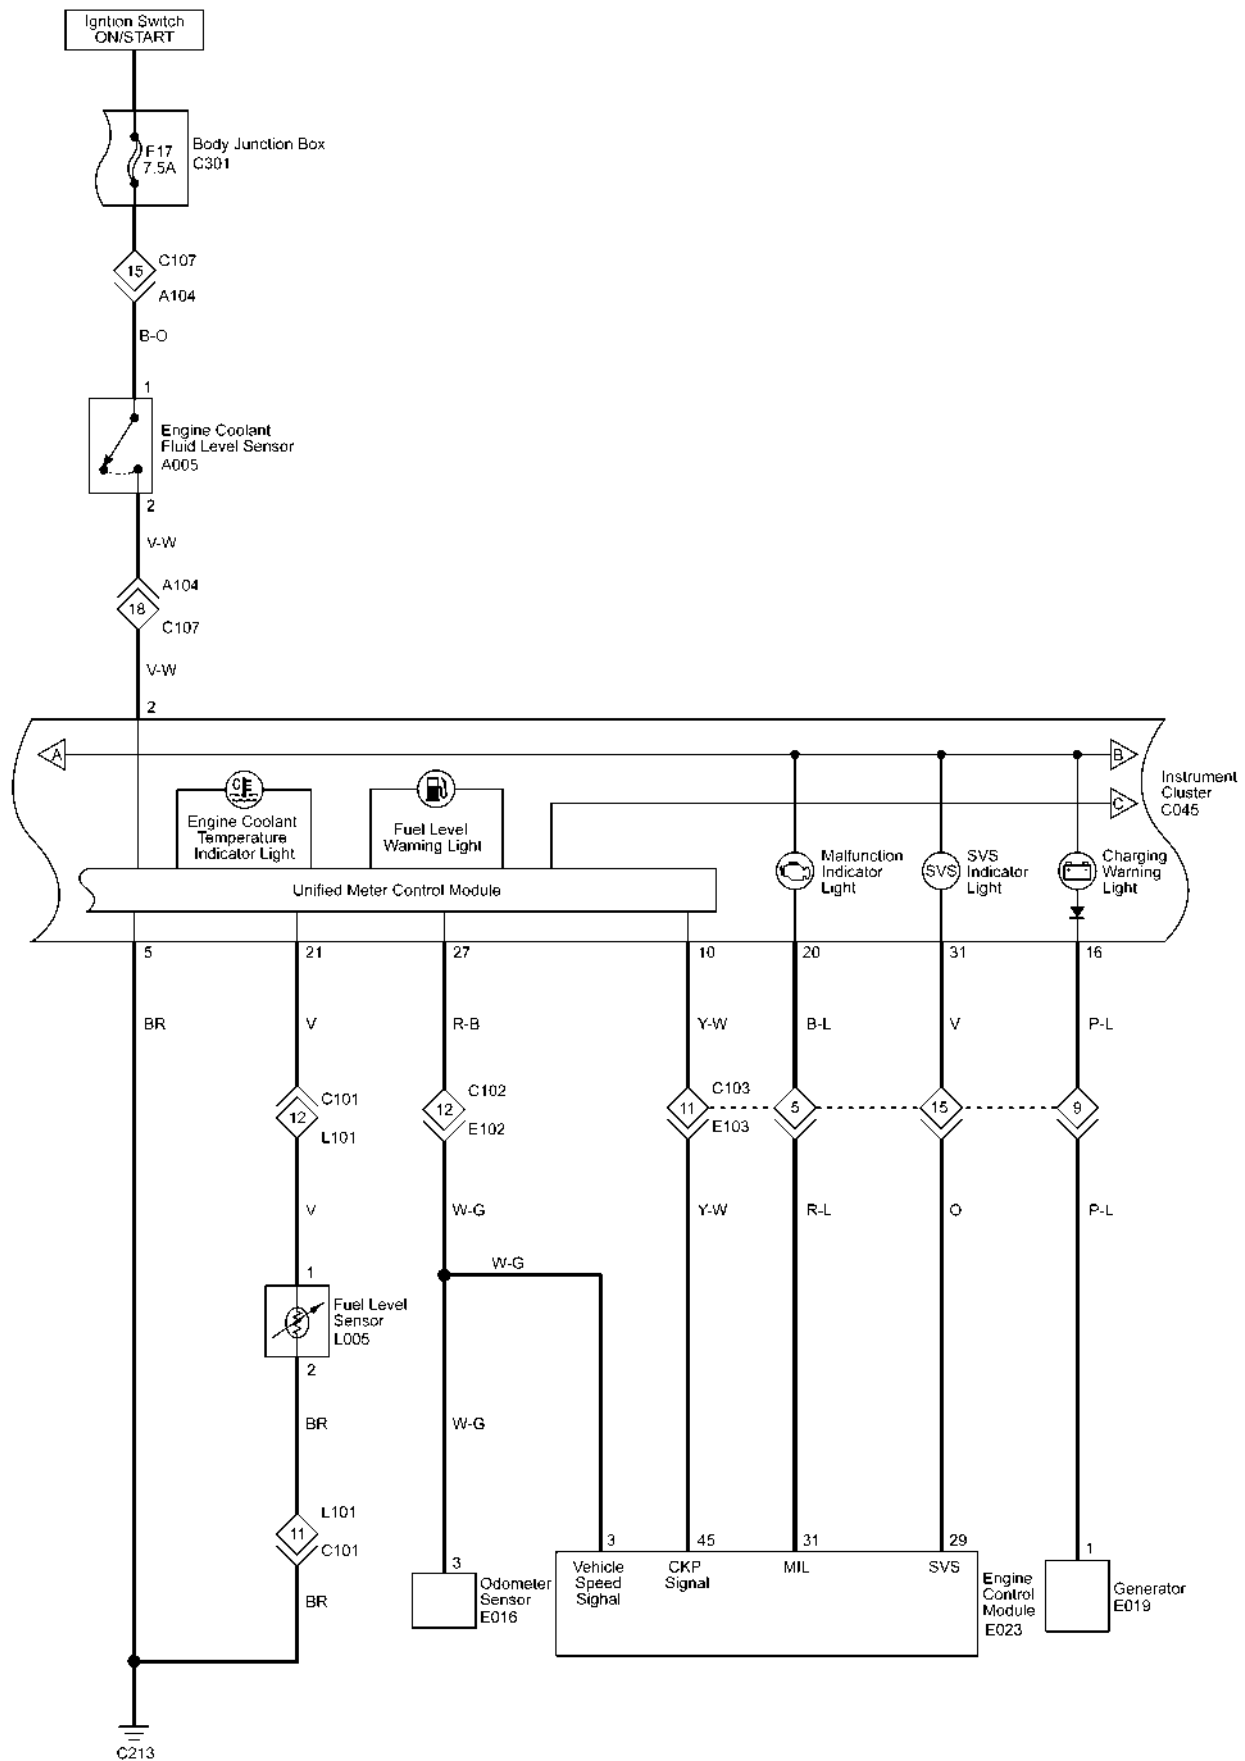 Igntion Switch
ON/START
F17
7.5A
Body Junction Box
C301
15
C107
A104
B-O
1
Engine Coolant
Fluid Level Sensor
A005
2
V-W
A104
18
C107
V-W
2
A
B
C
Instrument
Cluster
C045
Engine Coolant
Temperature
Indicator Light
Fuel Level
Warning Light
Malfunction
Indicator
Light
SVS
SVS
Indicator
Light
Charging
Warning
Light
Unified Meter Control Module
5
21
27
10
20
31
16
BR
V
R-B
Y-W
B-L
V
P-L
C101
12
L101
C102
12
E102
C103
11
E103
5
15
9
V
W-G
Y-W
R-L
O
P-L
W-G
1
Fuel Level
Sensor
L005
2
BR
W-G
L101
11
C101
BR
3
Odometer
Sensor
E016
3
45
31
29
Vehicle
Speed
Sighal
CKP
Signal
MIL
SVS
Engine
Control
Module
E023
1
Generator
E019
C213